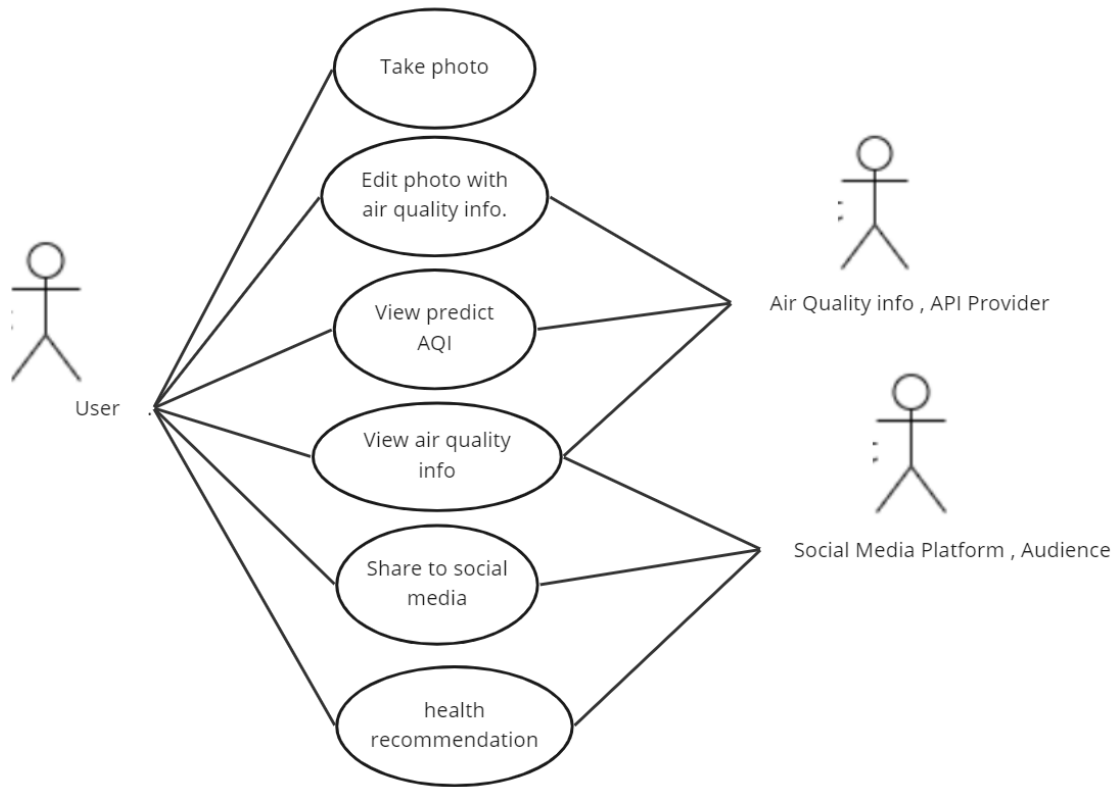 Take photo
Edit photo with
air quality info.
View predict
AQI
Air Quality info , API Provider
User .
View air quality
info
Social Media Platform , Audience
Share to social
media
health
recommendation